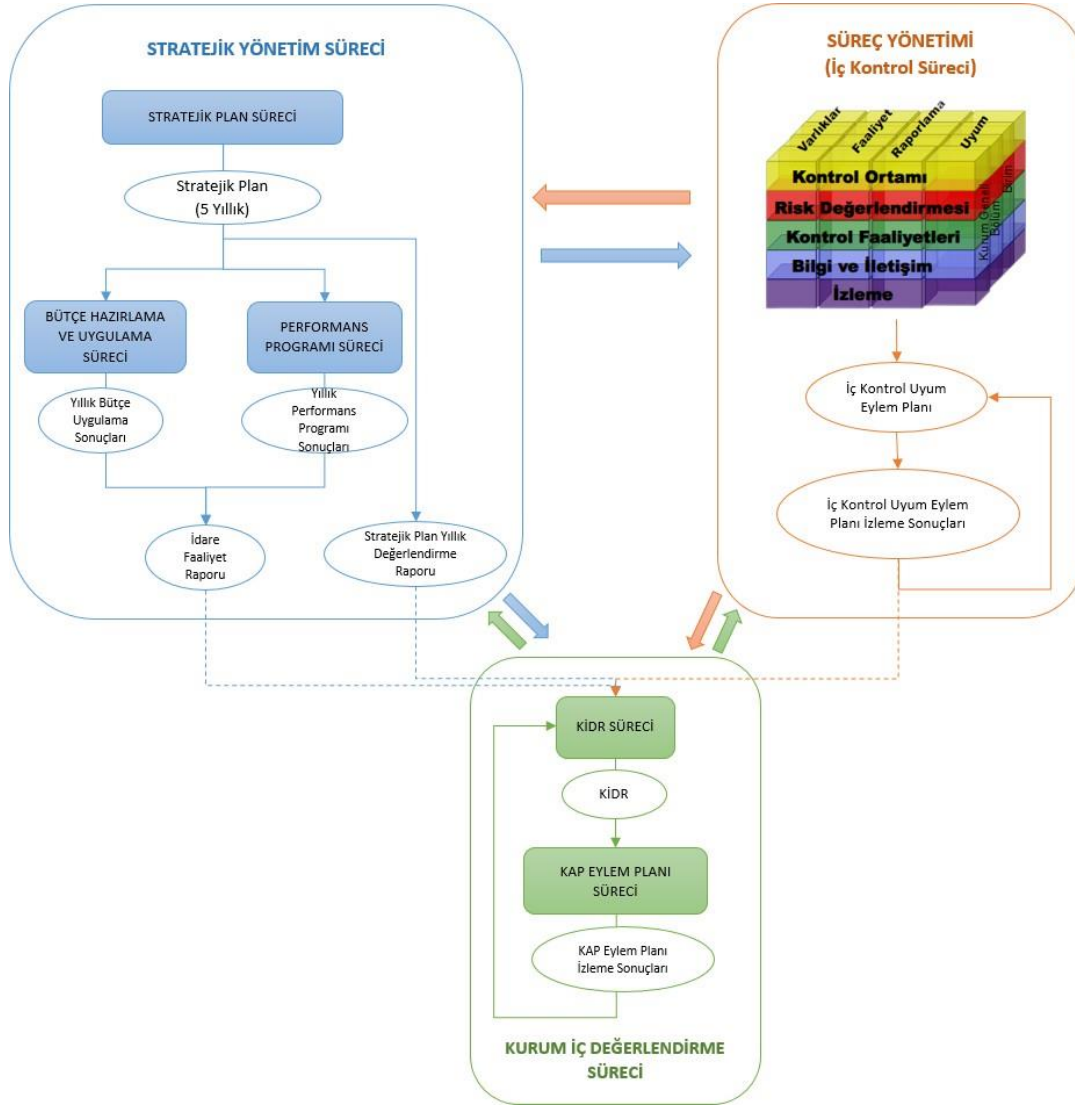 STRATEJİK YÖNETİM SÜRECİ
STRATEJİK PLAN SÜRECİ
Stratejik Plan
(5 Yıllık)
BÜTÇE HAZIRLAMA
VE UYGULAMA
SÜRECİ
PERFORMANS
PROGRAMI SÜRECİ
Yıllık Bütçe
Uygulama
Sonuçları
Yıllık
Performans
Programı
Sonuçları
İdare
Faaliyet
Raporu
Stratejik Plan Yıllık
Değerlendirme
Raporu
SÜREÇ YÖNETİMİ
(İç Kontrol Süreci)
Varlıklar
Faaliyet
Raporlama
Uyum
Kontrol Ortamı
Risk Değerlendirmesi
Kontrol Faaliyetleri
Bilgi ve İletişim
İzleme
Kurum Geneli
Bölüm
Birim
İç Kontrol Uyum
Eylem Planı
İç Kontrol Uyum Eylem
Planı İzleme Sonuçları
KİDR SÜRECİ
KİDR
KAP EYLEM PLANI
SÜRECİ
KAP Eylem Planı
İzleme Sonuçları
KURUM İÇ DEĞERLENDİRME
SÜRECİ